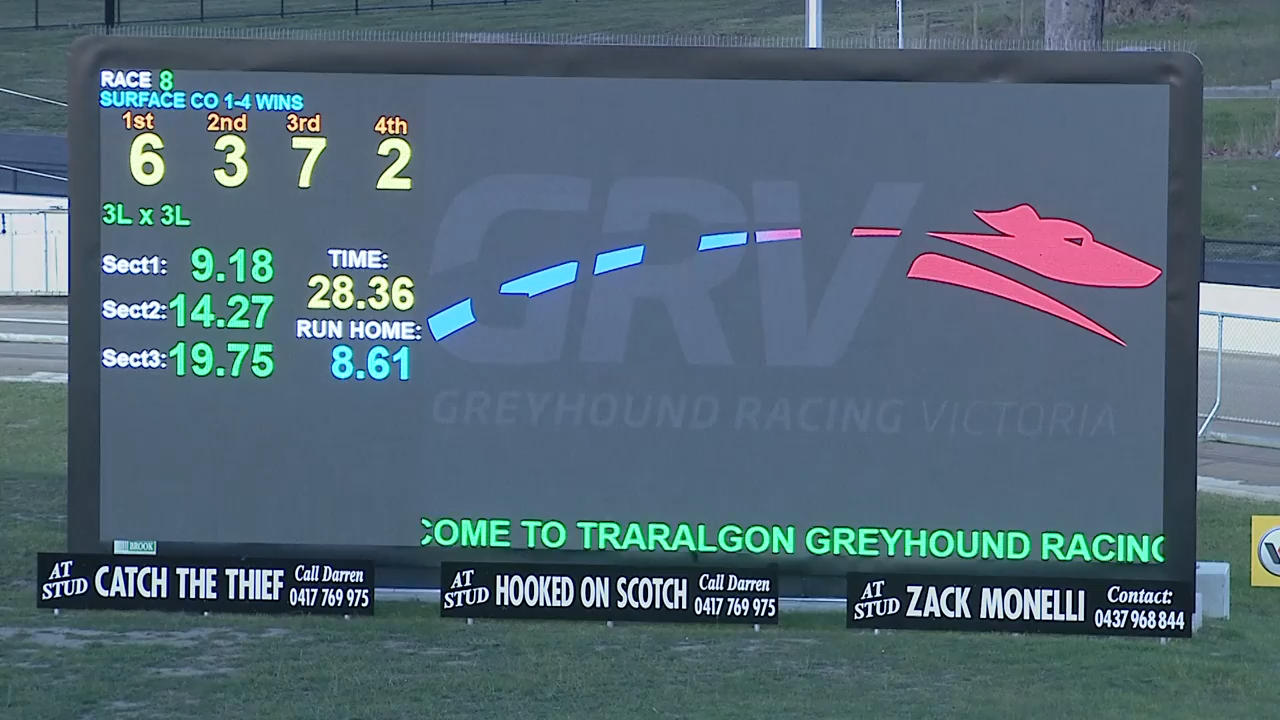 RACE 8
SURFACE CO 1-4 WINS
1st 2nd 3rd 4th
6 3 7 2
3L x 3L
Sect1: 9.18
Sect2: 14.27
Sect3: 19.75
TIME:
28.36
RUN HOME:
8.61
GRV
GREYHOUND RACING VICTORIA
COME TO TRARALGON GREYHOUND RACING
BROOK
AT STUD CATCH THE THIEF Call Darren 0417 769 975
AT STUD HOOKED ON SCOTCH Call Darren 0417 769 975
AT STUD ZACK MONELLI Contact: 0437 968 844